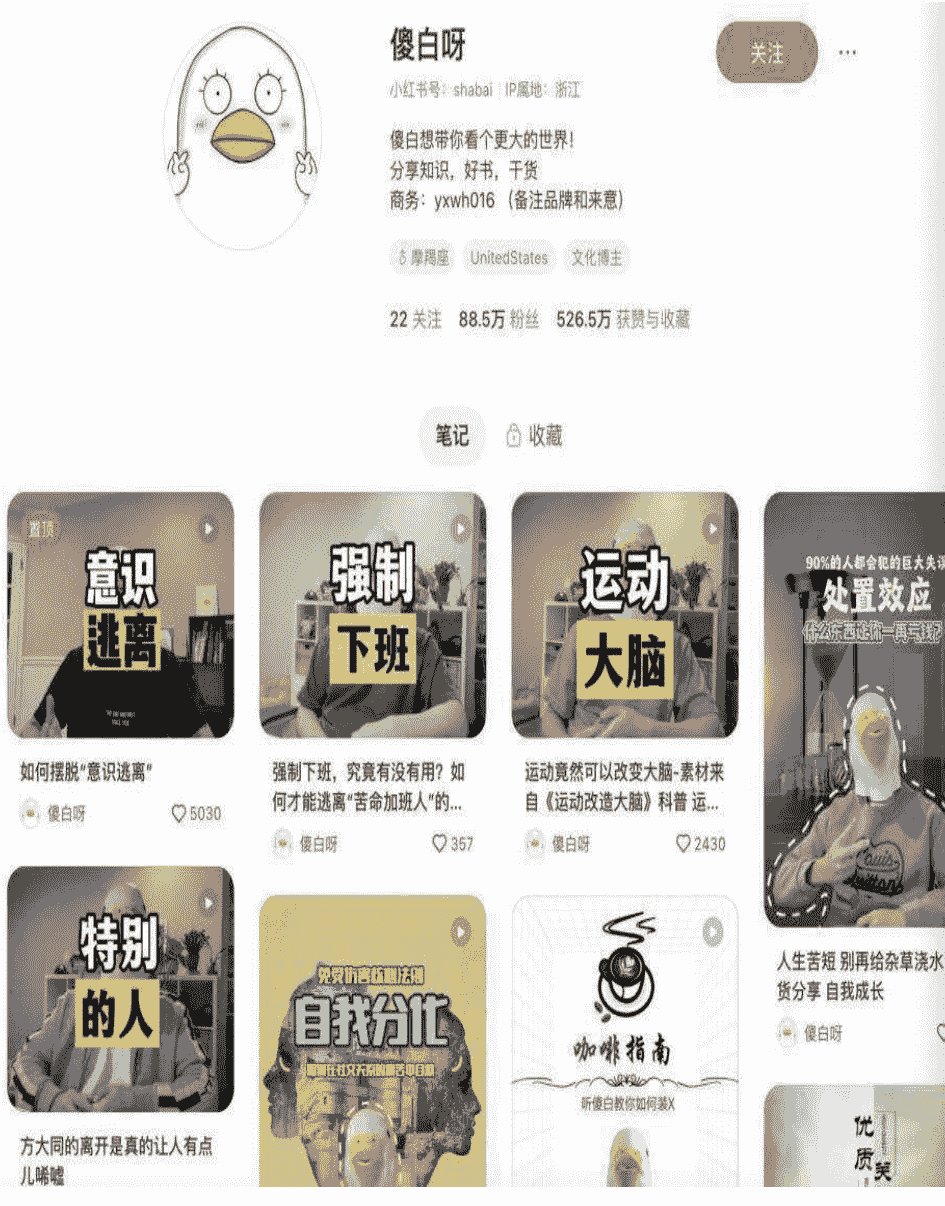 傻白呀
关注
小红书号：shabai IP属地：浙江
傻白想带你看个更大的世界！
分享知识，好书，干货
商务：yxwh016 （备注品牌和来意）
摩羯座 UnitedStates 文化博主
22 关注 88.5万 粉丝 526.5万 获赞与收藏
笔记 收藏
置顶
意识
逃离
如何摆脱“意识逃离”
傻白呀 5030
强制
下班
强制下班，究竟有没有用？如
何才能逃离“苦命加班人”的...
傻白呀 357
运动
大脑
运动竟然可以改变大脑~素材来
自《运动改造大脑》科普 运...
傻白呀 2430
90%的人都会犯的巨大失误
处置效应
人生苦短 别再给杂草浇水
货分享 自我成长
傻白呀
特别
的人
方大同的离开是真的让人有点
儿唏嘘
免受伤害核心法则
自我分化
咖啡指南
听傻白教你如何装X
优质
笑